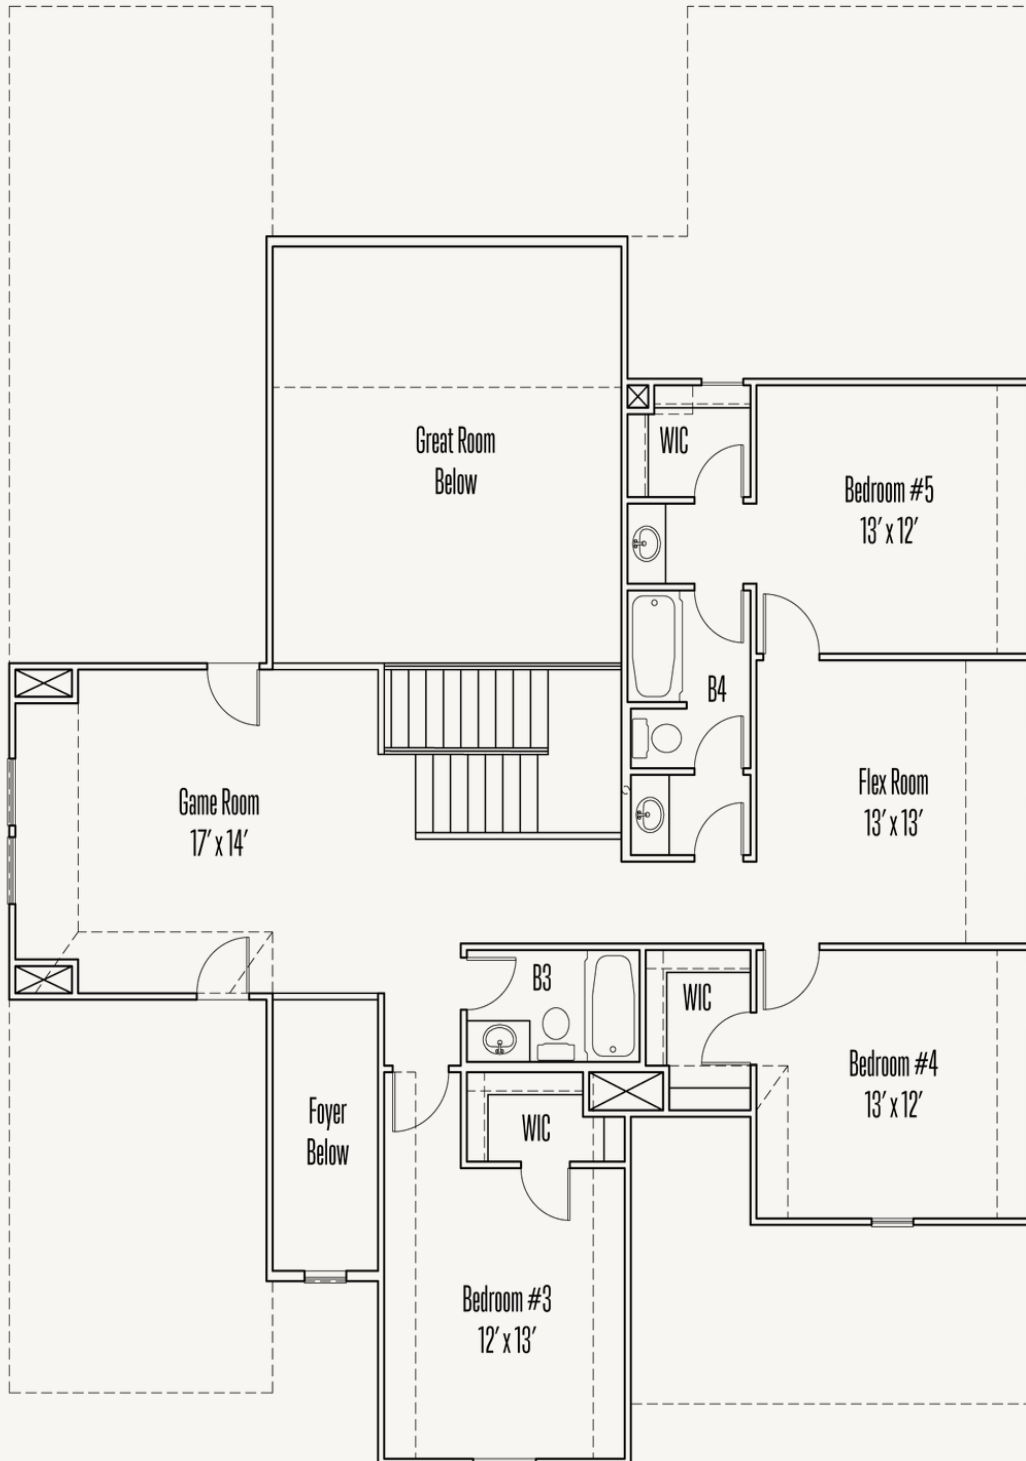 Great Room
Below
WIC
Bedroom #5
13' x 12'
B4
Game Room
17' x 14'
Flex Room
13' x 13'
B3
WIC
Bedroom #4
13' x 12'
Foyer
Below
WIC
Bedroom #3
12' x 13'